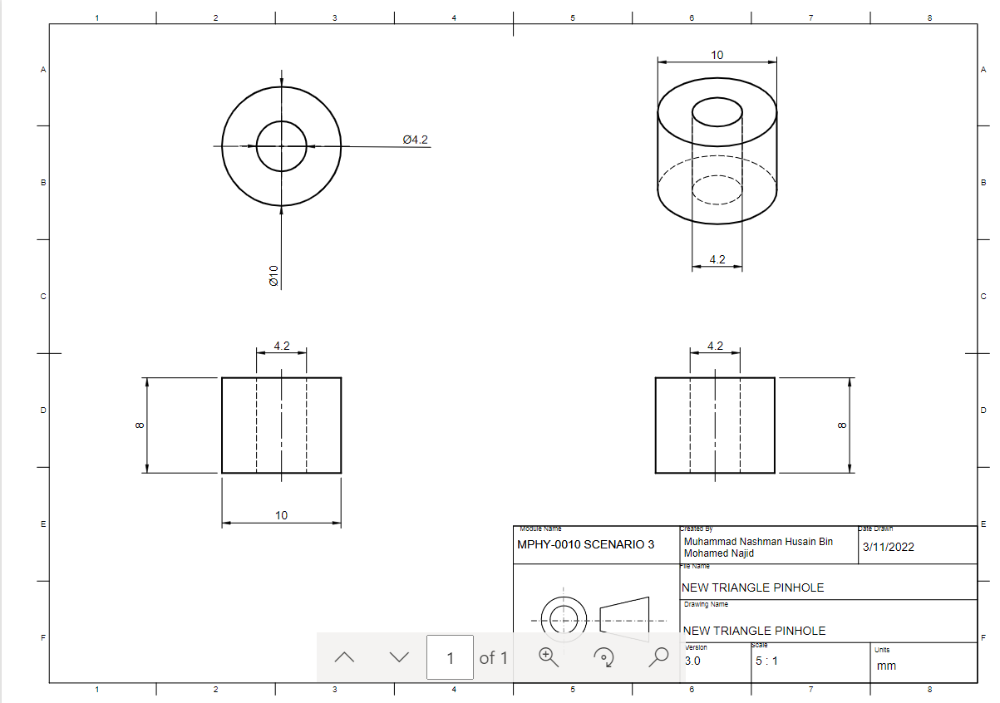 1 2 3 4 5 6 7 8
A A
10
Ø4.2
B B
4.2
Ø10
C C
4.2 4.2
8 8
D D
10
E E
Module Name
MPHY-0010 SCENARIO 3
Created By
Muhammad Nashman Husain Bin
Mohamed Najid
Date Drawn
3/11/2022
File Name
NEW TRIANGLE PINHOLE
Drawing Name
NEW TRIANGLE PINHOLE
F F
Version
3.0
Scale
5 : 1
Units
mm
1 of 1
1 2 3 4 5 6 7 8